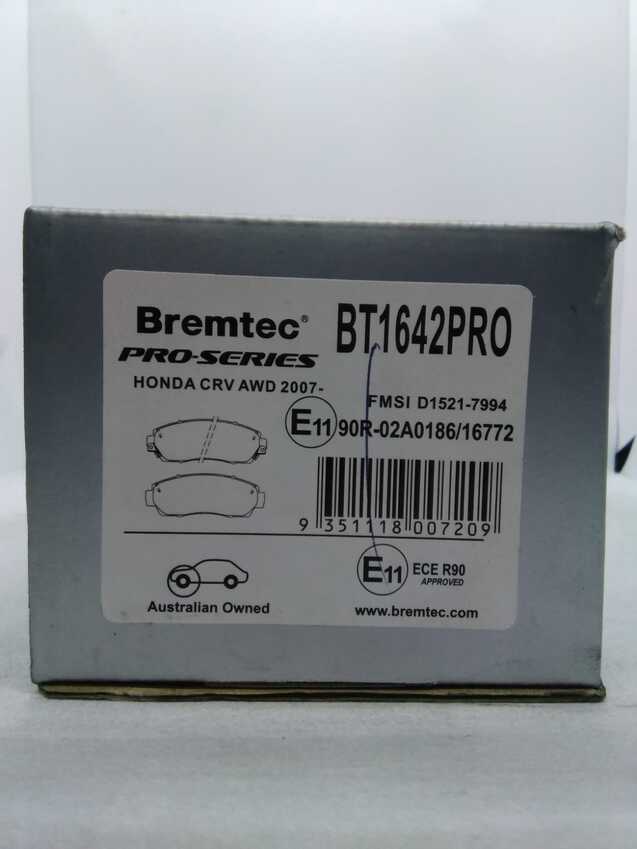 Bremtec®
PRO-SERIES
BT1642PRO
HONDA CRV AWD 2007-
FMSI D1521-7994
E11 90R-02A0186/16772
9 351118 007209
E11 ECE R90
APPROVED
Australian Owned
www.bremtec.com